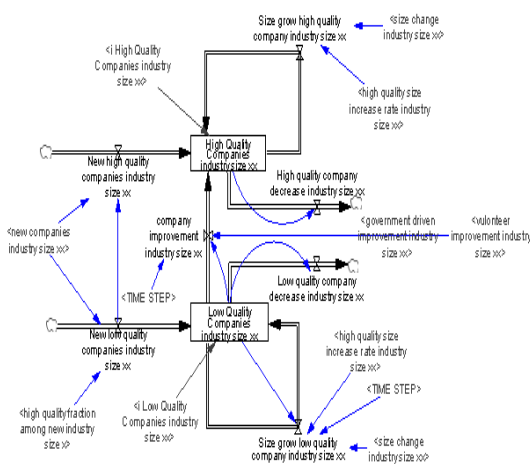 Size grow high quality
company industry size xx
<size change
industry size xx>
<i High Quality
Companies industry
size xx>
<high quality size
increase rate industry
size xx>
High Quality
Companies
industry size xx
New high quality
companies industry
size xx
High quality company
decrease industry size xx
<new companies
industry size xx>
company
improvement
industry size xx
<government driven
improvement industry
size xx>
<vulonteer
improvement industry
size xx>
<TIME STEP>
Low quality company
decrease industry size xx
Low Quality
Companies
industry size xx
New low quality
companies industry
size xx
<high quality size
increase rate industry
size xx>
<TIME STEP>
<high quality fraction
among new industry
size x>
<i Low Quality
Companies industry
size xx>
Size grow low quality
company industry size xx
<size change
industry size xx>